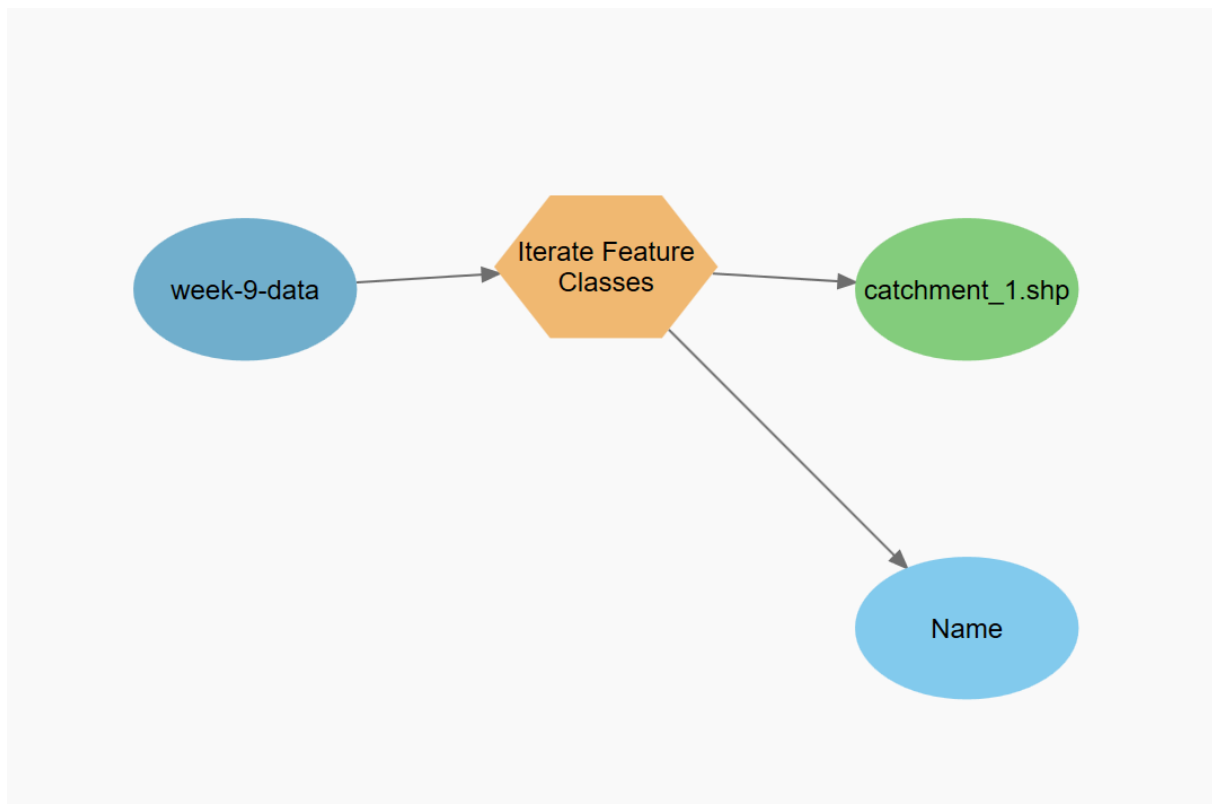 week-9-data
Iterate Feature
Classes
catchment_1.shp
Name